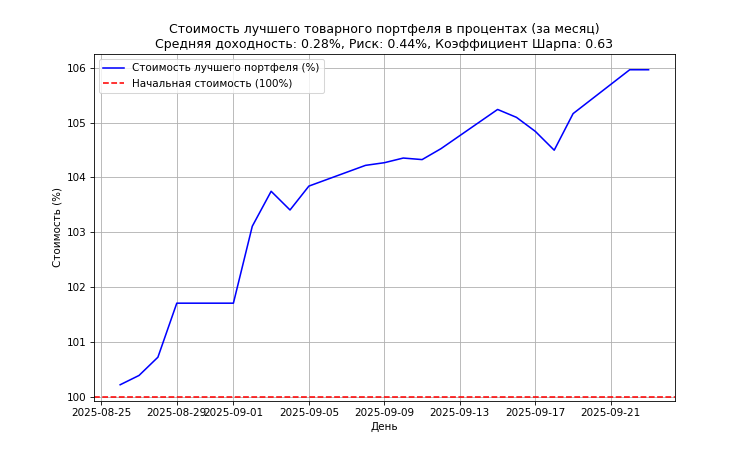 Стоимость лучшего товарного портфеля в процентах (за месяц)
Средняя доходность: 0.28%, Риск: 0.44%, Коэффициент Шарпа: 0.63
Стоимость лучшего портфеля (%)
Начальная стоимость (100%)
Стоимость (%)
106
105
104
103
102
101
100
2025-08-25
2025-08-29
2025-09-01
2025-09-05
2025-09-09
2025-09-13
2025-09-17
2025-09-21
День